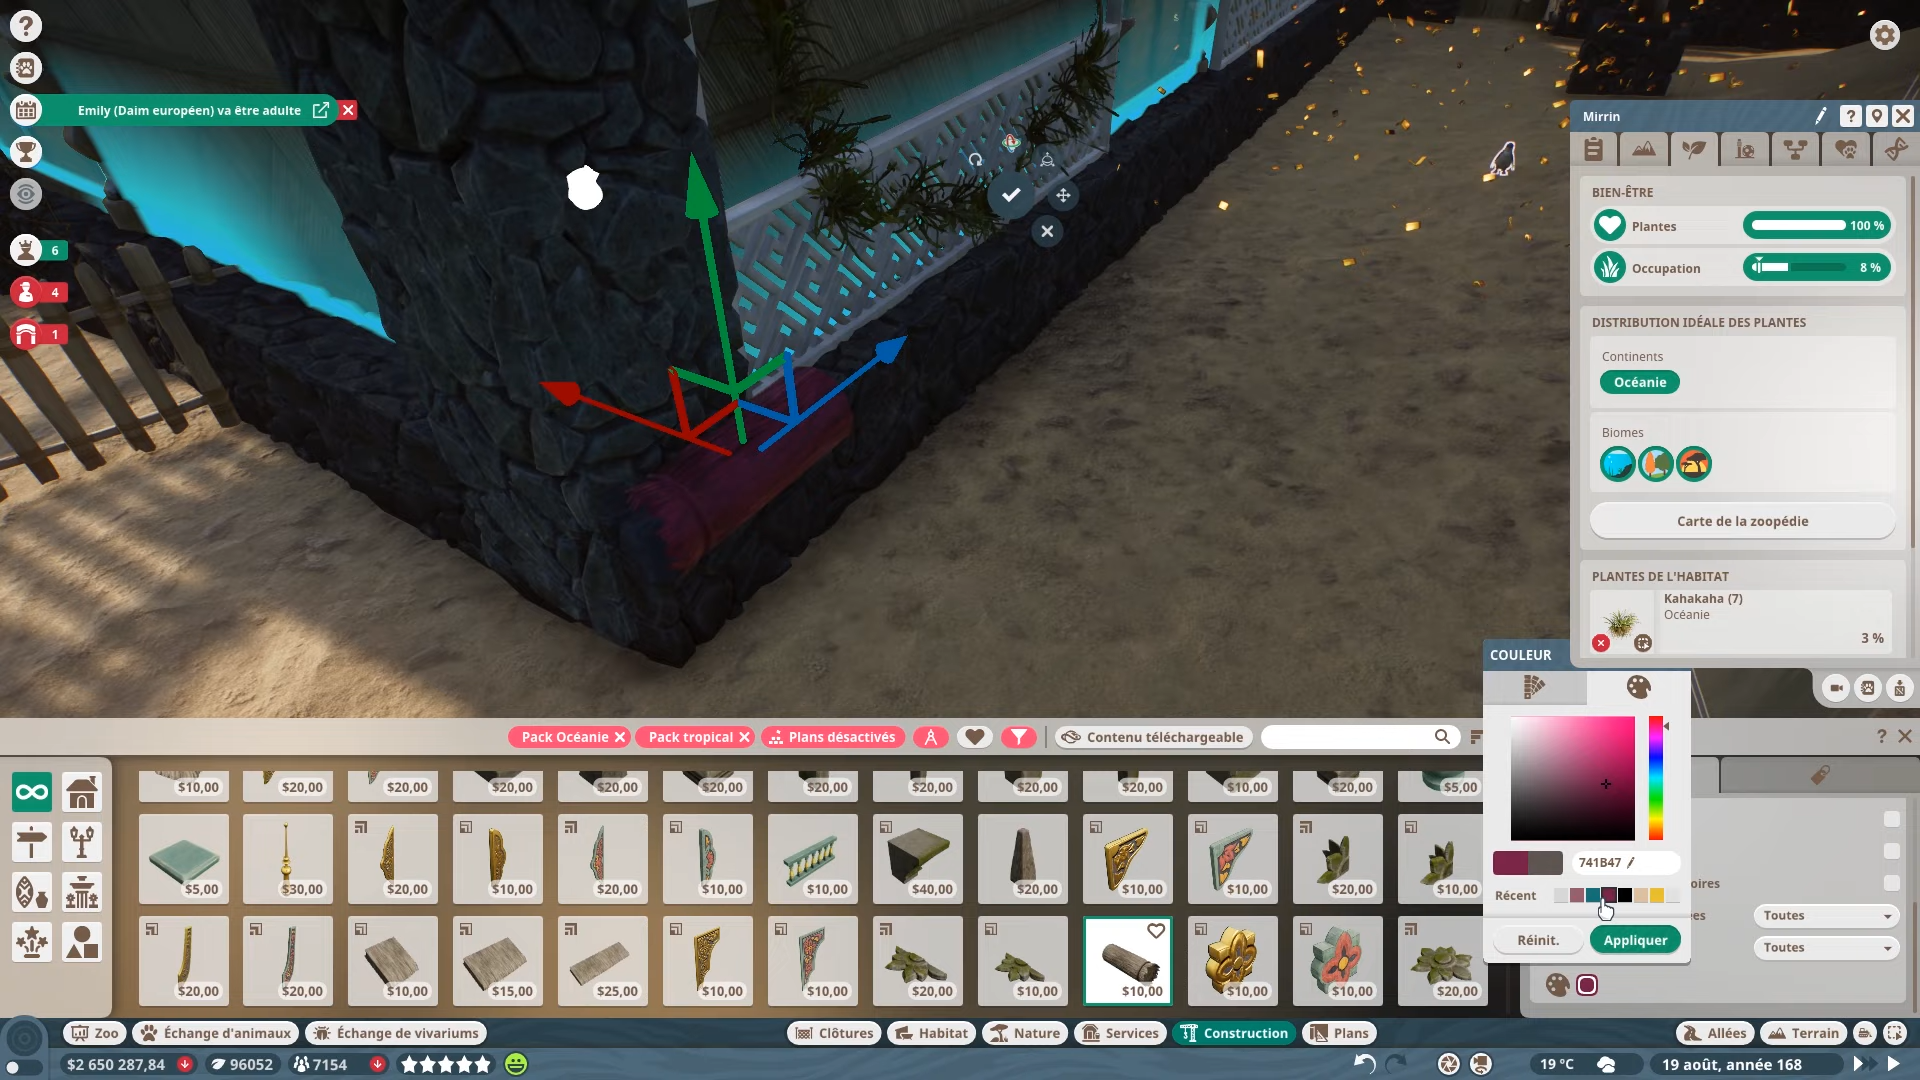 ?
Emily (Daim européen) va être adulte
6
4
1
Mirrin
?
BIEN-ÊTRE
Plantes
100 %
Occupation
8 %
DISTRIBUTION IDÉALE DES PLANTES
Continents
Océanie
Biomes
Carte de la zoopédie
PLANTES DE L'HABITAT
Kahakaha (7)
Océanie
3 %
COULEUR
741B47
Récent
Réinit.
Appliquer
oires
es
Toutes
Toutes
Pack Océanie
Pack tropical
Plans désactivés
Contenu téléchargeable
?
$10,00 $20,00 $20,00 $20,00 $20,00 $20,00 $20,00 $20,00 $20,00 $20,00 $10,00 $20,00 $5,00
$5,00 $30,00 $20,00 $10,00 $20,00 $10,00 $10,00 $40,00 $20,00 $10,00 $10,00 $20,00 $10,00
$20,00 $20,00 $10,00 $15,00 $25,00 $10,00 $10,00 $20,00 $10,00 $10,00 $10,00 $10,00 $20,00
Zoo
Échange d'animaux
Échange de vivariums
Clôtures
Habitat
Nature
Services
Construction
Plans
Allées
Terrain
$2 650 287,84
96052
7154
19 °C
19 août, année 168